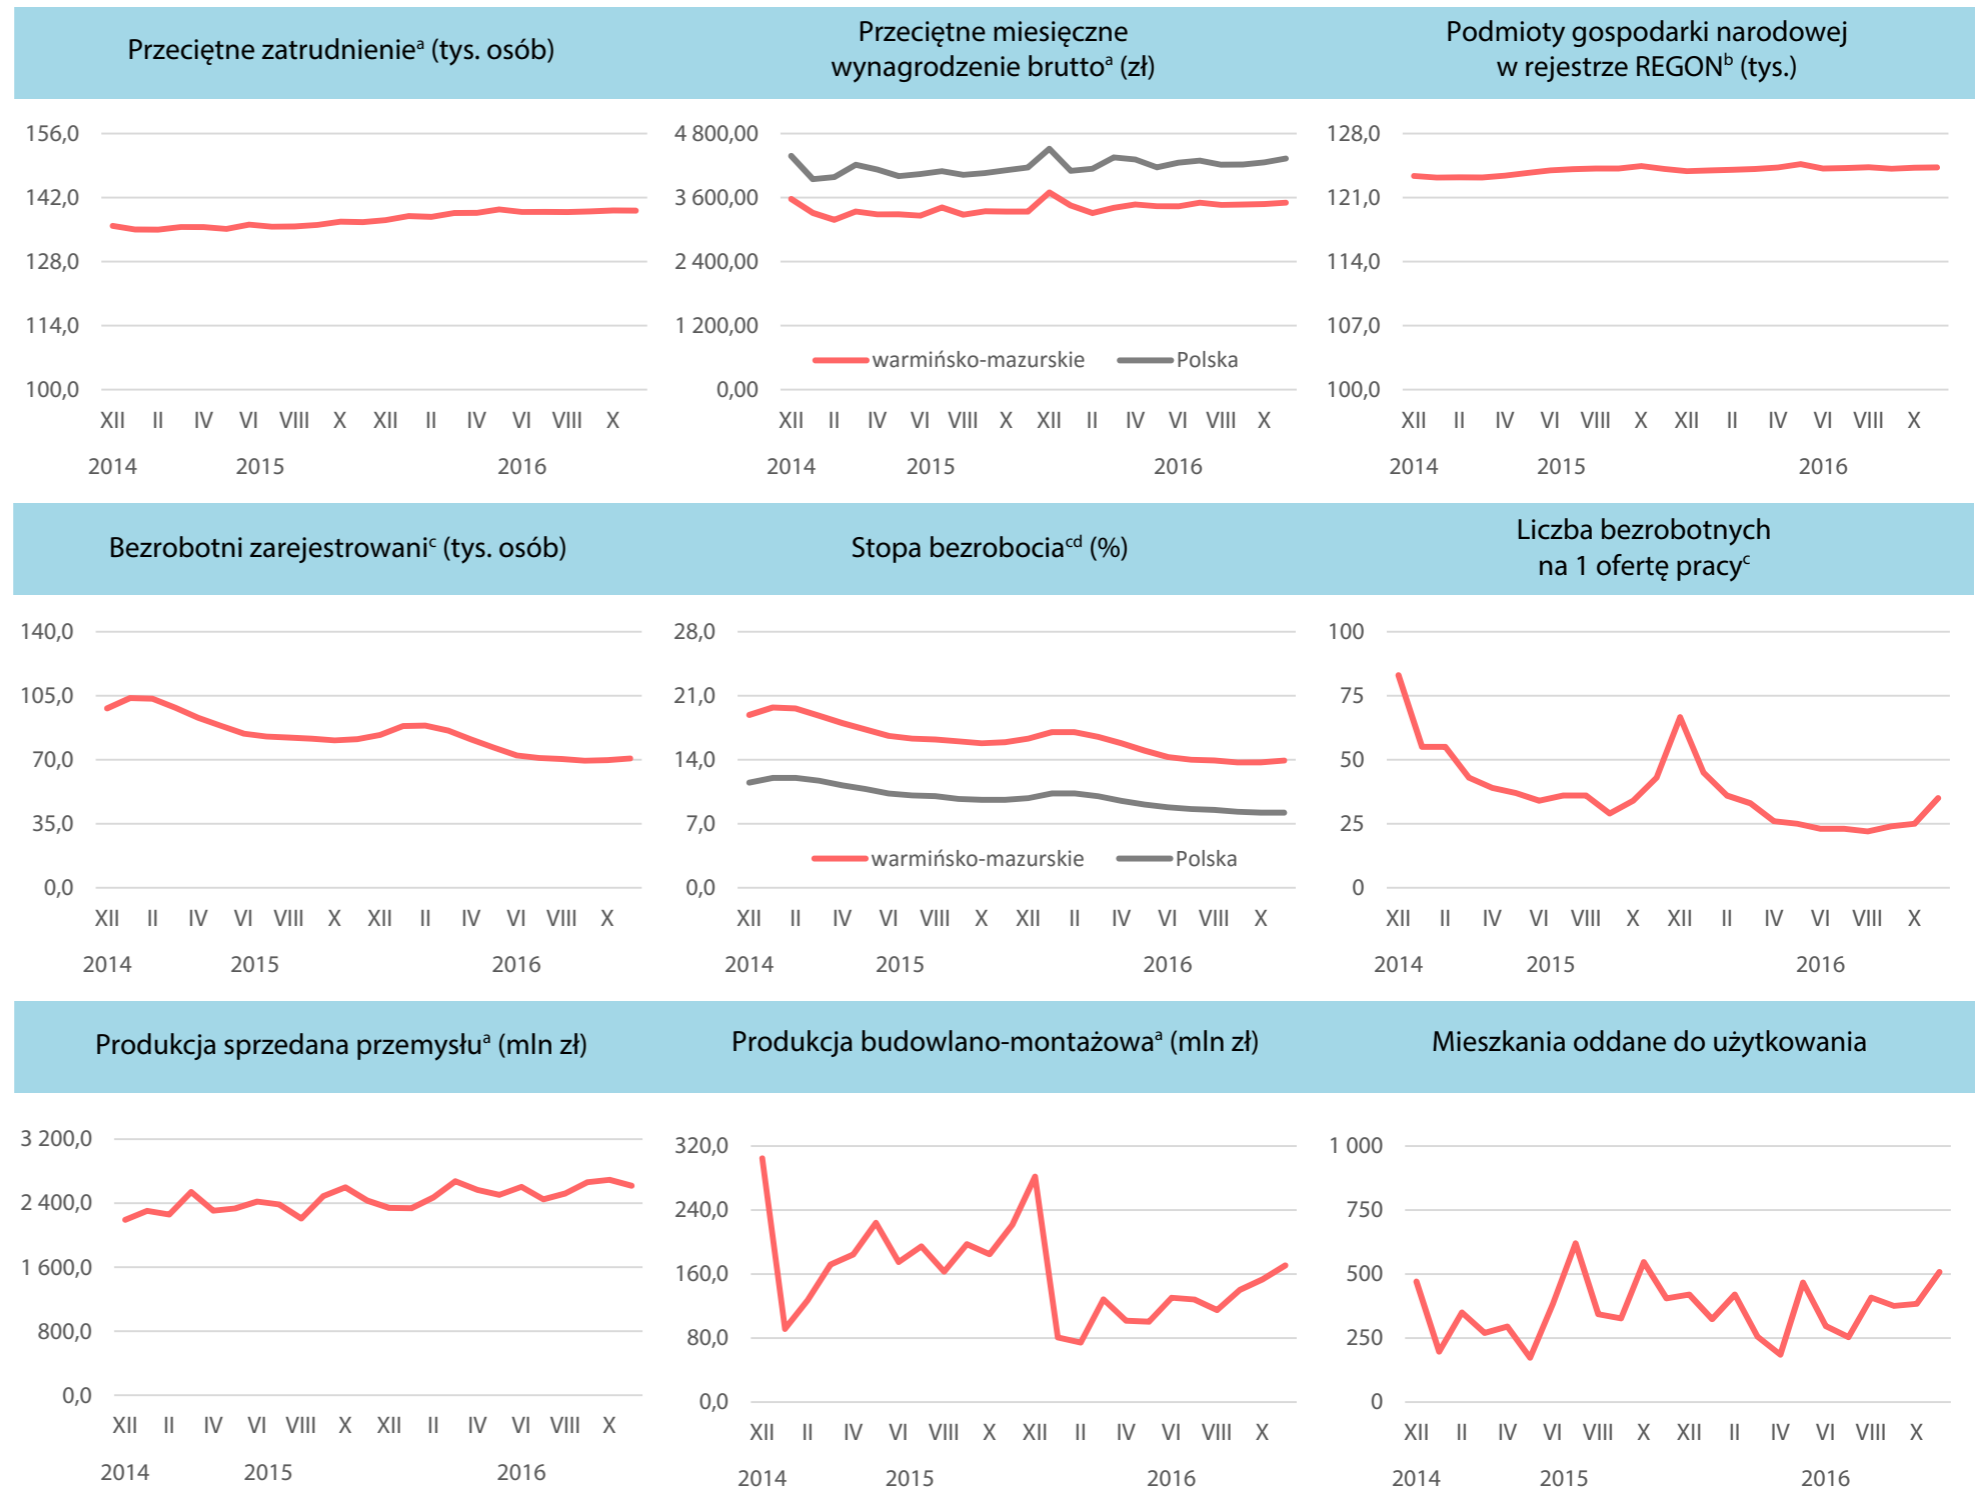 Przeciętne zatrudnienieᵃ (tys. osób)
Przeciętne miesięczne
wynagrodzenie bruttoᵃ (zł)
Podmioty gospodarki narodowej
w rejestrze REGONᵇ (tys.)
156,0
142,0
128,0
114,0
100,0
XII II IV VI VIII X XII II IV VI VIII X
2014 2015 2016
4 800,00
3 600,00
2 400,00
1 200,00
0,00
warmińsko-mazurskie Polska
XII II IV VI VIII X XII II IV VI VIII X
2014 2015 2016
128,0
121,0
114,0
107,0
100,0
XII II IV VI VIII X XII II IV VI VIII X
2014 2015 2016
Bezrobotni zarejestrowaniᶜ (tys. osób)
Stopa bezrobociaᶜᵈ (%)
Liczba bezrobotnych
na 1 ofertę pracyᶜ
140,0
105,0
70,0
35,0
0,0
XII II IV VI VIII X XII II IV VI VIII X
2014 2015 2016
28,0
21,0
14,0
7,0
0,0
warmińsko-mazurskie Polska
XII II IV VI VIII X XII II IV VI VIII X
2014 2015 2016
100
75
50
25
0
XII II IV VI VIII X XII II IV VI VIII X
2014 2015 2016
Produkcja sprzedana przemysłuᵃ (mln zł)
Produkcja budowlano-montażowaᵃ (mln zł)
Mieszkania oddane do użytkowania
3 200,0
2 400,0
1 600,0
800,0
0,0
XII II IV VI VIII X XII II IV VI VIII X
2014 2015 2016
320,0
240,0
160,0
80,0
0,0
XII II IV VI VIII X XII II IV VI VIII X
2014 2015 2016
1 000
750
500
250
0
XII II IV VI VIII X XII II IV VI VIII X
2014 2015 2016